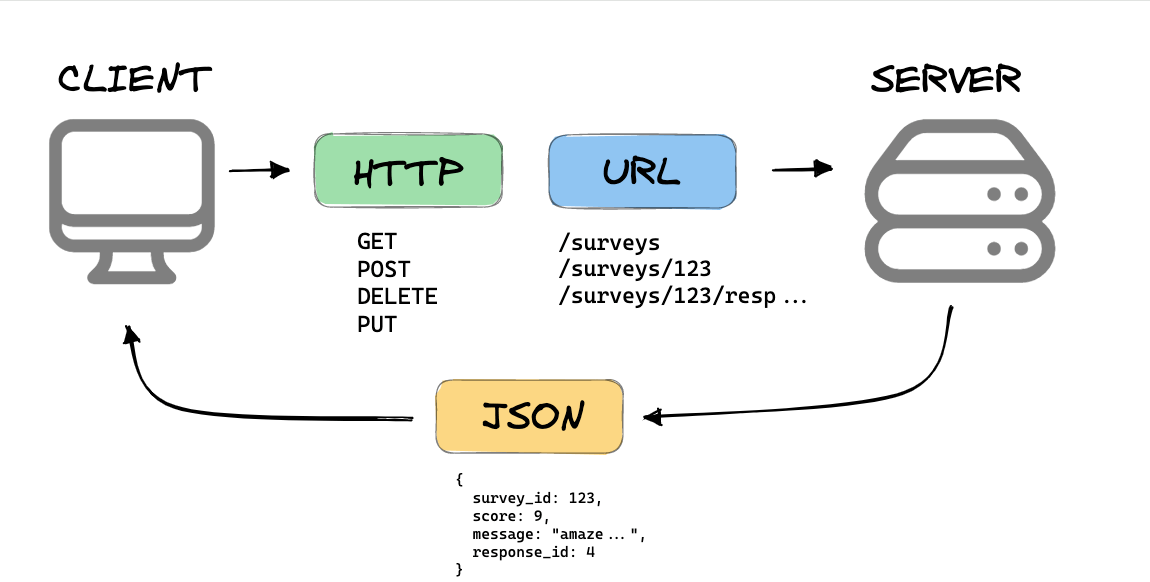 CLIENT
SERVER
HTTP
URL
GET
POST
DELETE
PUT
/surveys
/surveys/123
/surveys/123/resp...
JSON
{
survey_id: 123,
score: 9,
message: "amaze...",
response_id: 4
}